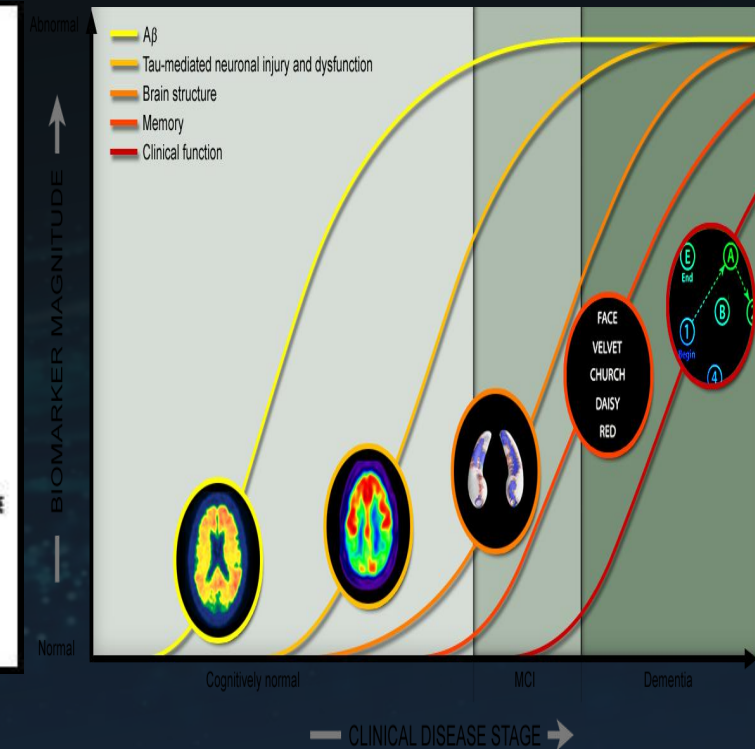 Abnormal
Aβ
Tau-mediated neuronal injury and dysfunction
Brain structure
Memory
Clinical function
BIOMARKER MAGNITUDE
E
End
A
B
1
Begin
4
FACE
VELVET
CHURCH
DAISY
RED
Normal
Cognitively normal
MCI
Dementia
CLINICAL DISEASE STAGE